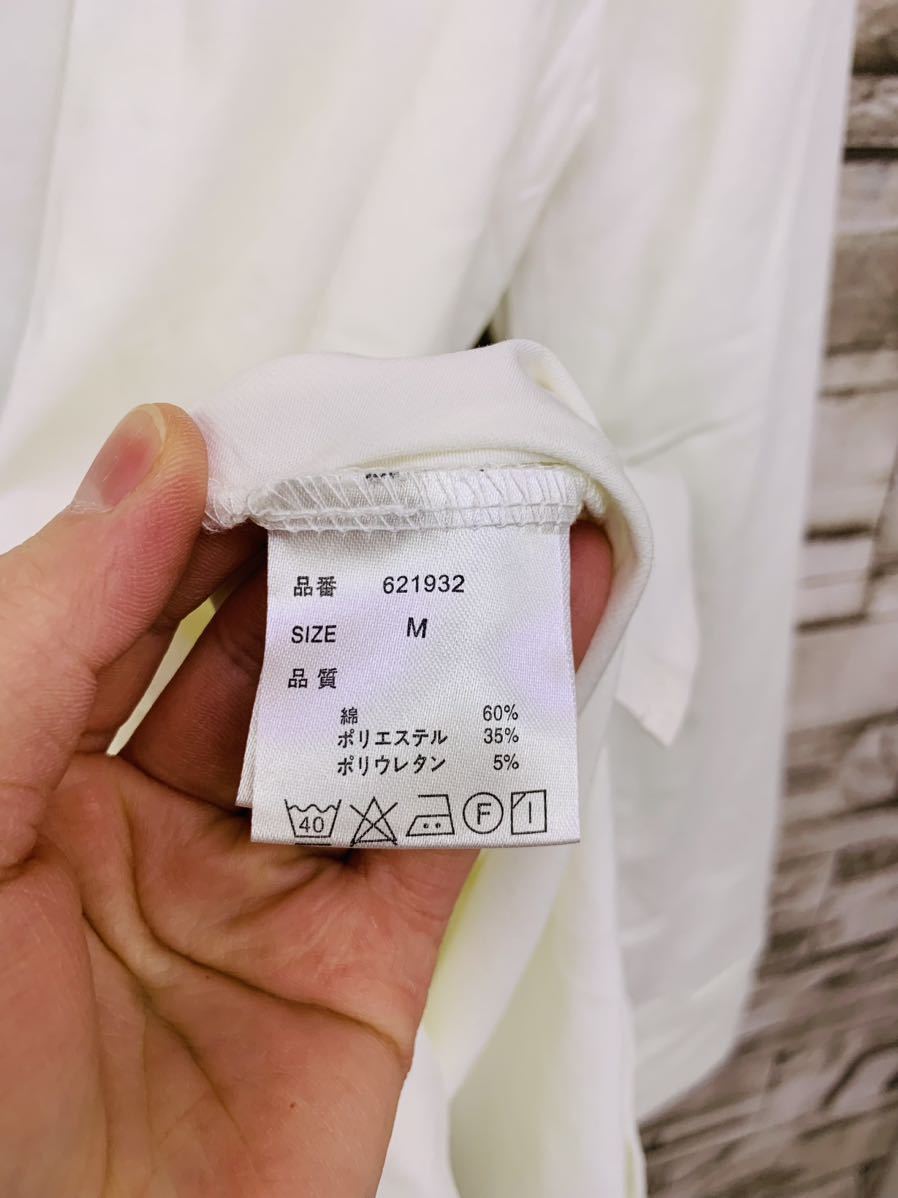 品番 621932
SIZE M
品質
綿 60%
ポリエステル 35%
ポリウレタン 5%
40 F